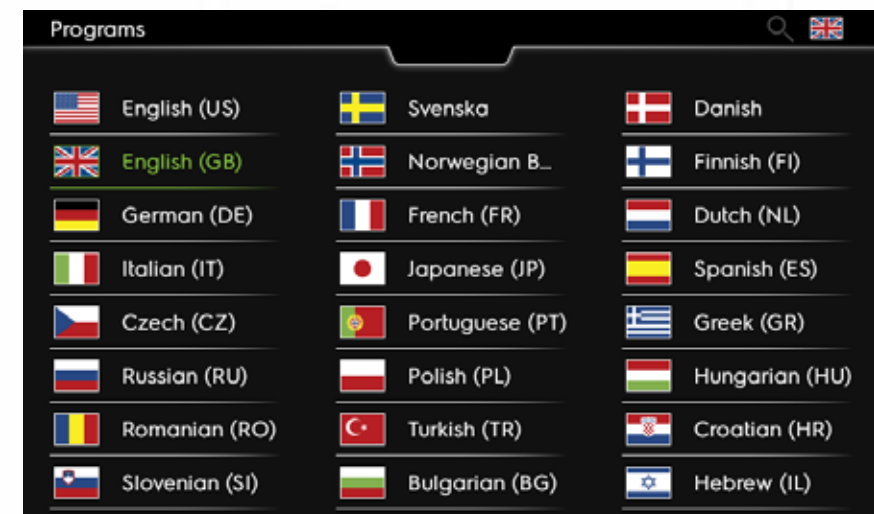 Programs
English (US) Svenska Danish
English (GB) Norwegian B...
Finnish (FI)
German (DE) French (FR) Dutch (NL)
Italian (IT) Japanese (JP) Spanish (ES)
Czech (CZ) Portuguese (PT) Greek (GR)
Russian (RU) Polish (PL) Hungarian (HU)
Romanian (RO) Turkish (TR) Croatian (HR)
Slovenian (SI) Bulgarian (BG) Hebrew (IL)